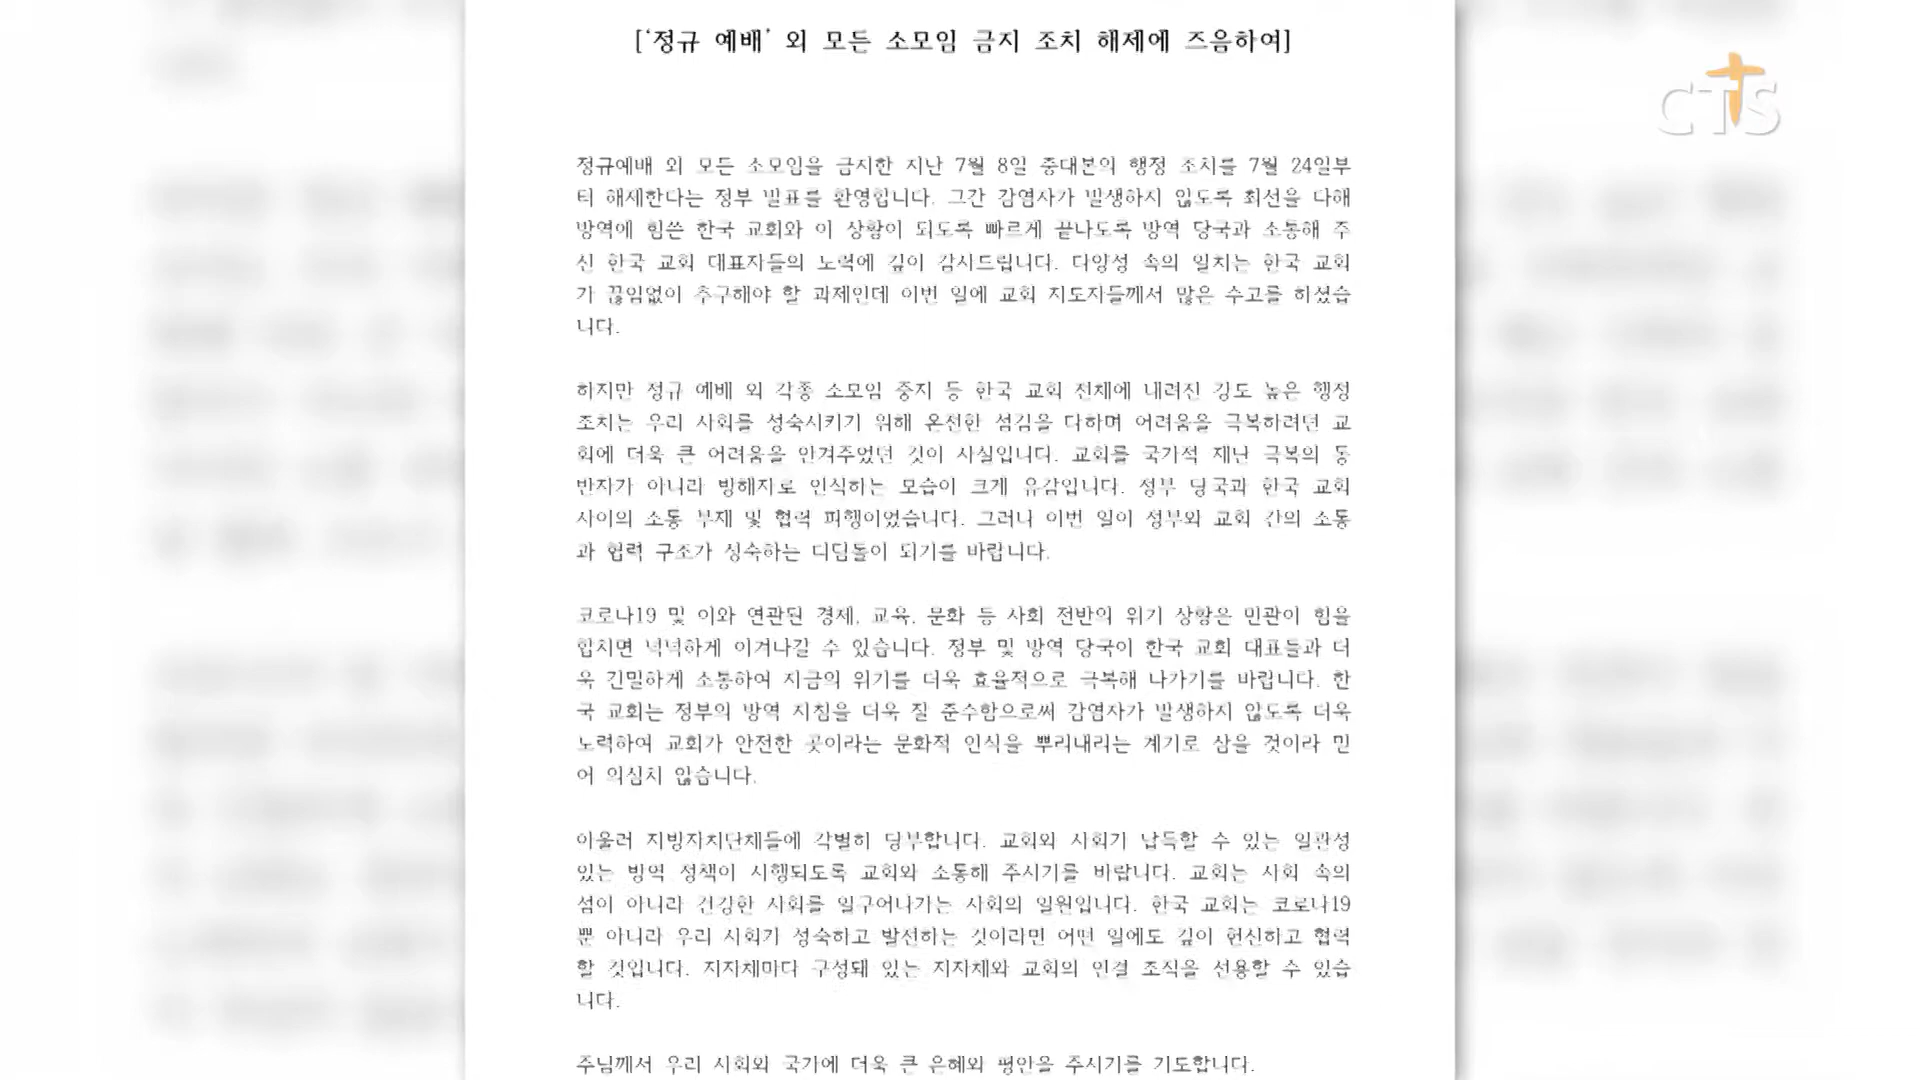 ['정규 예배' 외 모든 소모임 금지 조치 해제에 즈음하여]
CTS
정규예배 외 모든 소모임을 금지한 지난 7월 8일 중대본의 행정 조치를 7월 24일부
터 해제한다는 정부 발표를 환영합니다. 그간 감염자가 발생하지 않도록 최선을 다해
방역에 힘쓴 한국 교회와 이 상황이 되도록 빠르게 끝나도록 방역 당국과 소통해 주
신 한국 교회 대표자들의 노력에 깊이 감사드립니다. 다양성 속의 일치는 한국 교회
가 끊임없이 추구해야 할 과제인데 이번 일에 교회 지도자들께서 많은 수고를 하셨습
니다.
하지만 정규 예배 외 각종 소모임 중지 등 한국 교회 전체에 내려진 강도 높은 행정
조치는 우리 사회를 성숙시키기 위해 온전한 섬김을 다하며 어려움을 극복하려던 교
회에 더욱 큰 어려움을 안겨주었던 것이 사실입니다. 교회를 국가적 재난 극복의 동
반자가 아니라 방해자로 인식하는 모습이 크게 유감입니다. 정부 당국과 한국 교회
사이의 소통 부재 및 협력 파행이었습니다. 그러나 이번 일이 정부와 교회 간의 소통
과 협력 구조가 성숙하는 디딤돌이 되기를 바랍니다.
코로나19 및 이와 연관된 경제, 교육, 문화 등 사회 전반의 위기 상황은 민관이 힘을
합치면 넉넉하게 이겨나갈 수 있습니다. 정부 및 방역 당국이 한국 교회 대표들과 더
욱 긴밀하게 소통하여 지금의 위기를 더욱 효율적으로 극복해 나가기를 바랍니다. 한
국 교회는 정부의 방역 지침을 더욱 잘 준수함으로써 감염자가 발생하지 않도록 더욱
노력하여 교회가 안전한 곳이라는 문화적 인식을 뿌리내리는 계기로 삼을 것이라 믿
어 의심치 않습니다.
아울러 지방자치단체들에 각별히 당부합니다. 교회와 사회가 납득할 수 있는 일관성
있는 방역 정책이 시행되도록 교회와 소통해 주시기를 바랍니다. 교회는 사회 속의
섬이 아니라 건강한 사회를 일구어나가는 사회의 일원입니다. 한국 교회는 코로나19
뿐 아니라 우리 사회가 성숙하고 발전하는 것이라면 어떤 일에도 깊이 헌신하고 협력
할 것입니다. 지자체마다 구성돼 있는 지자체와 교회의 연결 조직을 선용할 수 있습
니다.
주님께서 우리 사회와 국가에 더욱 큰 은혜와 평안을 주시기를 기도합니다.